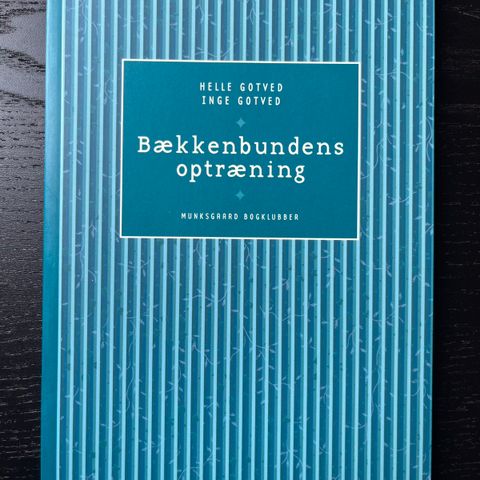 HELLE GOTVED
INGE GOTVED
Bækkenbundens
optræning
MUNKSGAARD BOGKLUBBER